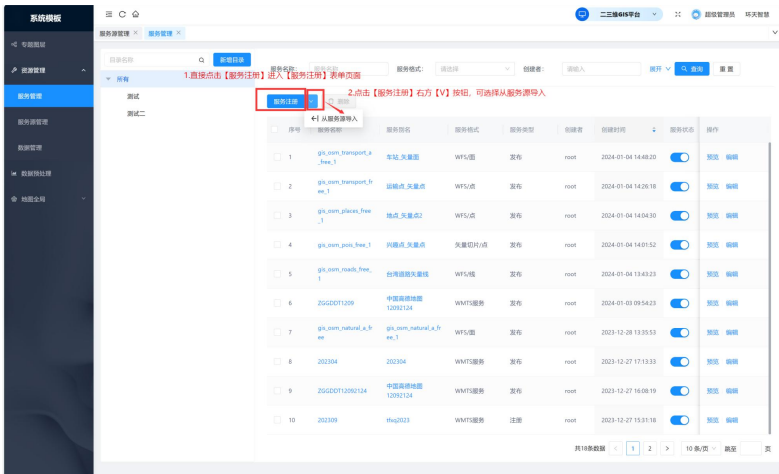 系统模板
二三维GIS平台
超级管理员
环天智慧
服务源管理 ×
服务管理 ×
专题图层
资源管理
服务管理
服务源管理
数据管理
数据预处理
地图全局
目录名称
新增目录
所有
测试
测试二
服务名称:
服务名称
服务格式:
请选择
创建者:
请输入
展开
查询
重置
1.直接点击【服务注册】进入【服务注册】表单页面
2.点击【服务注册】右方【V】按钮,可选择从服务源导入
服务注册
删除
从服务源导入
序号 服务名称 服务别名 服务格式 服务类型 创建者 创建时间 服务状态 操作
1 gis_osm_transport_a_free_1 车站_矢量面 WFS/面 发布 root 2024-01-04 14:48:20 预览 编辑
2 gis_osm_transport_free_1 运输点_矢量点 WFS/点 发布 root 2024-01-04 14:26:18 预览 编辑
3 gis_osm_places_free_1 地点_矢量点2 WFS/点 发布 root 2024-01-04 14:04:30 预览 编辑
4 gis_osm_pois_free_1 兴趣点_矢量点 矢量切片/点 发布 root 2024-01-04 14:01:52 预览 编辑
5 gis_osm_roads_free_1 台湾道路矢量线 WFS/线 发布 root 2024-01-04 13:43:23 预览 编辑
6 ZGGDDT1209 中国高德地图12092124 WMTS服务 发布 root 2024-01-03 09:54:23 预览 编辑
7 gis_osm_natural_a_free gis_osm_natural_a_free_1 WFS/面 发布 root 2023-12-28 13:35:53 预览 编辑
8 202304 202304 WMTS服务 发布 root 2023-12-27 17:13:33 预览 编辑
9 ZGGDDT12092124 中国高德地图12092124 WMTS服务 发布 root 2023-12-27 16:08:19 预览 编辑
10 202309 thcj2023 WMTS服务 注册 root 2023-12-27 15:31:18 预览 编辑
共18条数据 < 1 2 > 10 条/页 跳至 页